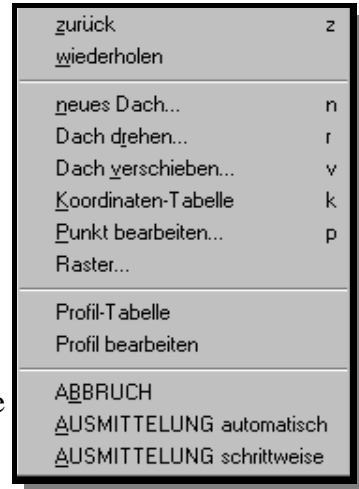 zurück z
wiederholen
neues Dach... n
Dach drehen... r
Dach verschieben... v
Koordinaten-Tabelle k
Punkt bearbeiten... p
Raster...
Profil-Tabelle
Profil bearbeiten
e ABBRUCH
AUSMITTELUNG automatisch
AUSMITTELUNG schrittweise